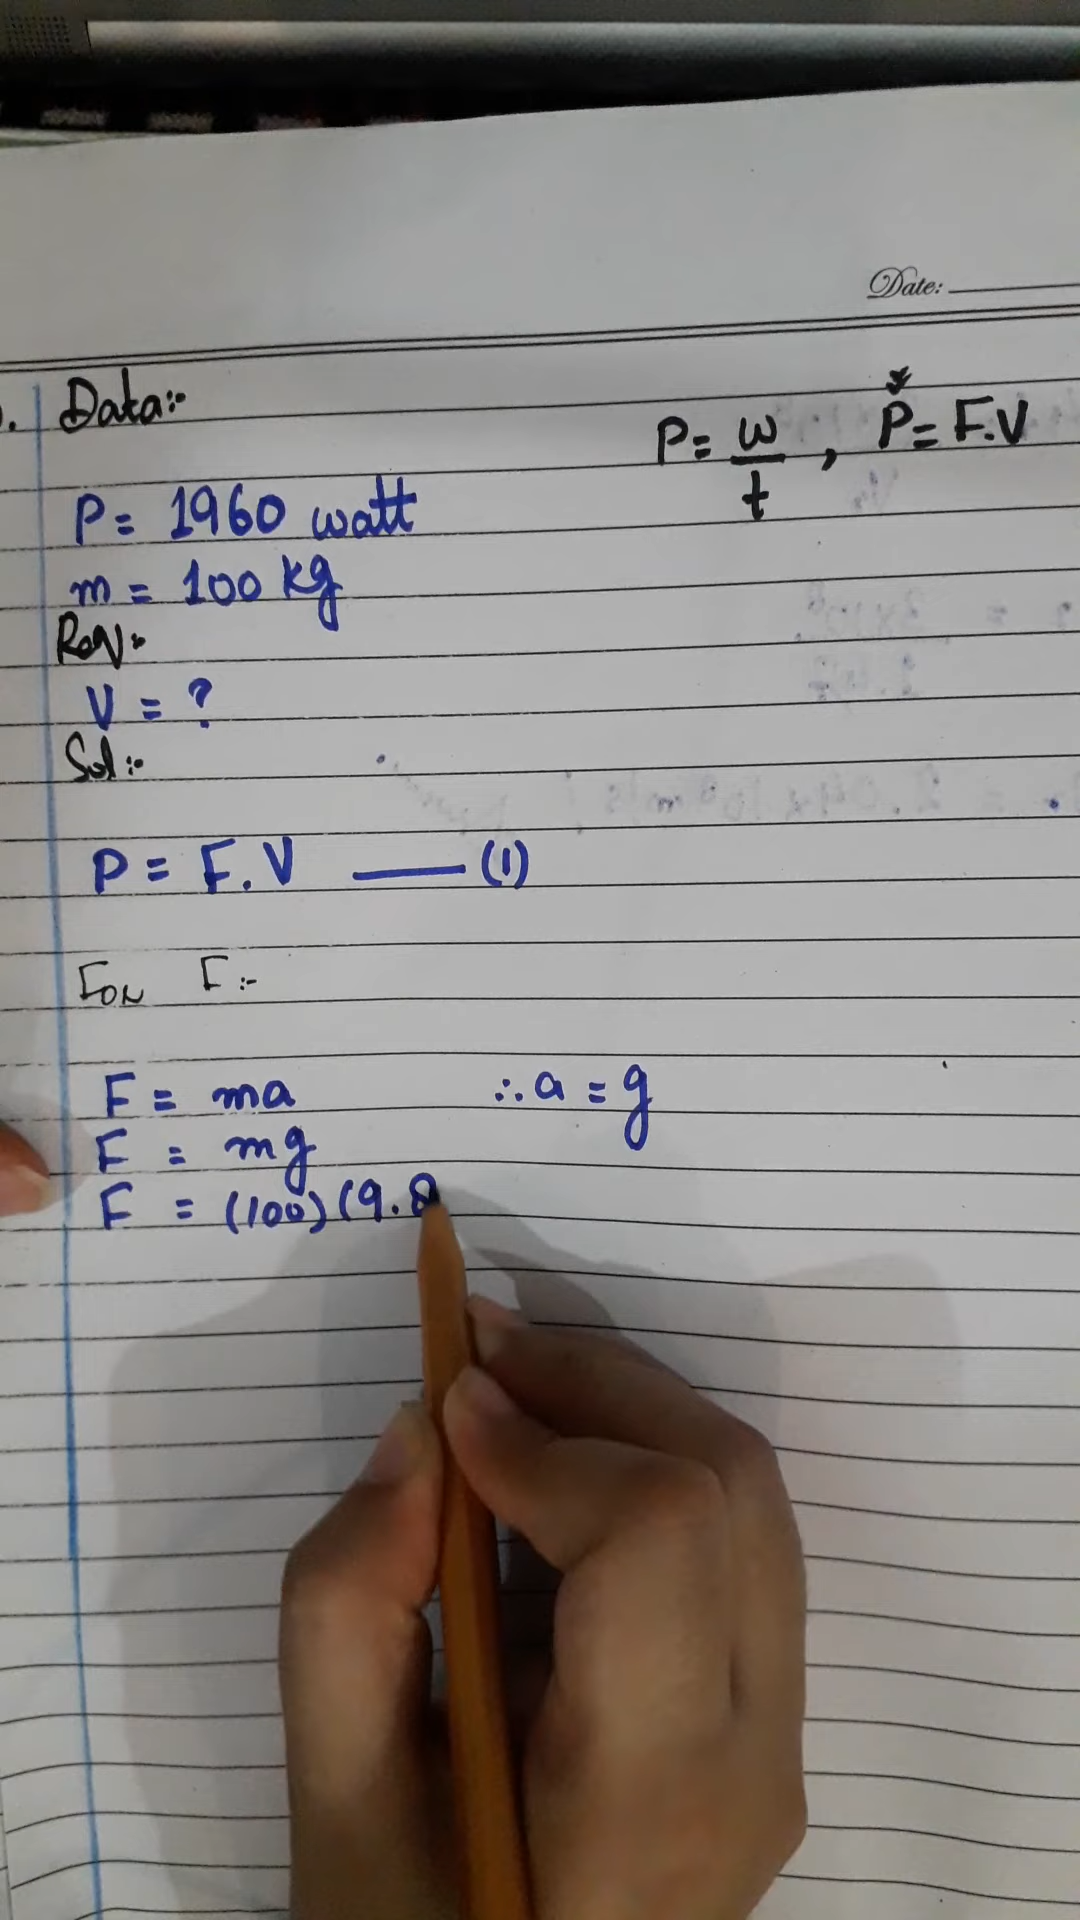 Date:
Data:-
P = w/t , P = F.V
P = 1960 watt
m = 100 kg
Req:-
V = ?
Sol:-
P = F.V —— (1)
For F:-
F = ma ∴ a = g
F = mg
F = (100)(9.8